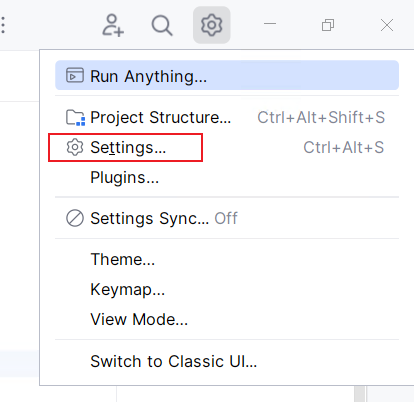 Run Anything...
Project Structure... Ctrl+Alt+Shift+S
Settings... Ctrl+Alt+S
Plugins...
Settings Sync... Off
Theme...
Keymap...
View Mode...
Switch to Classic UI...